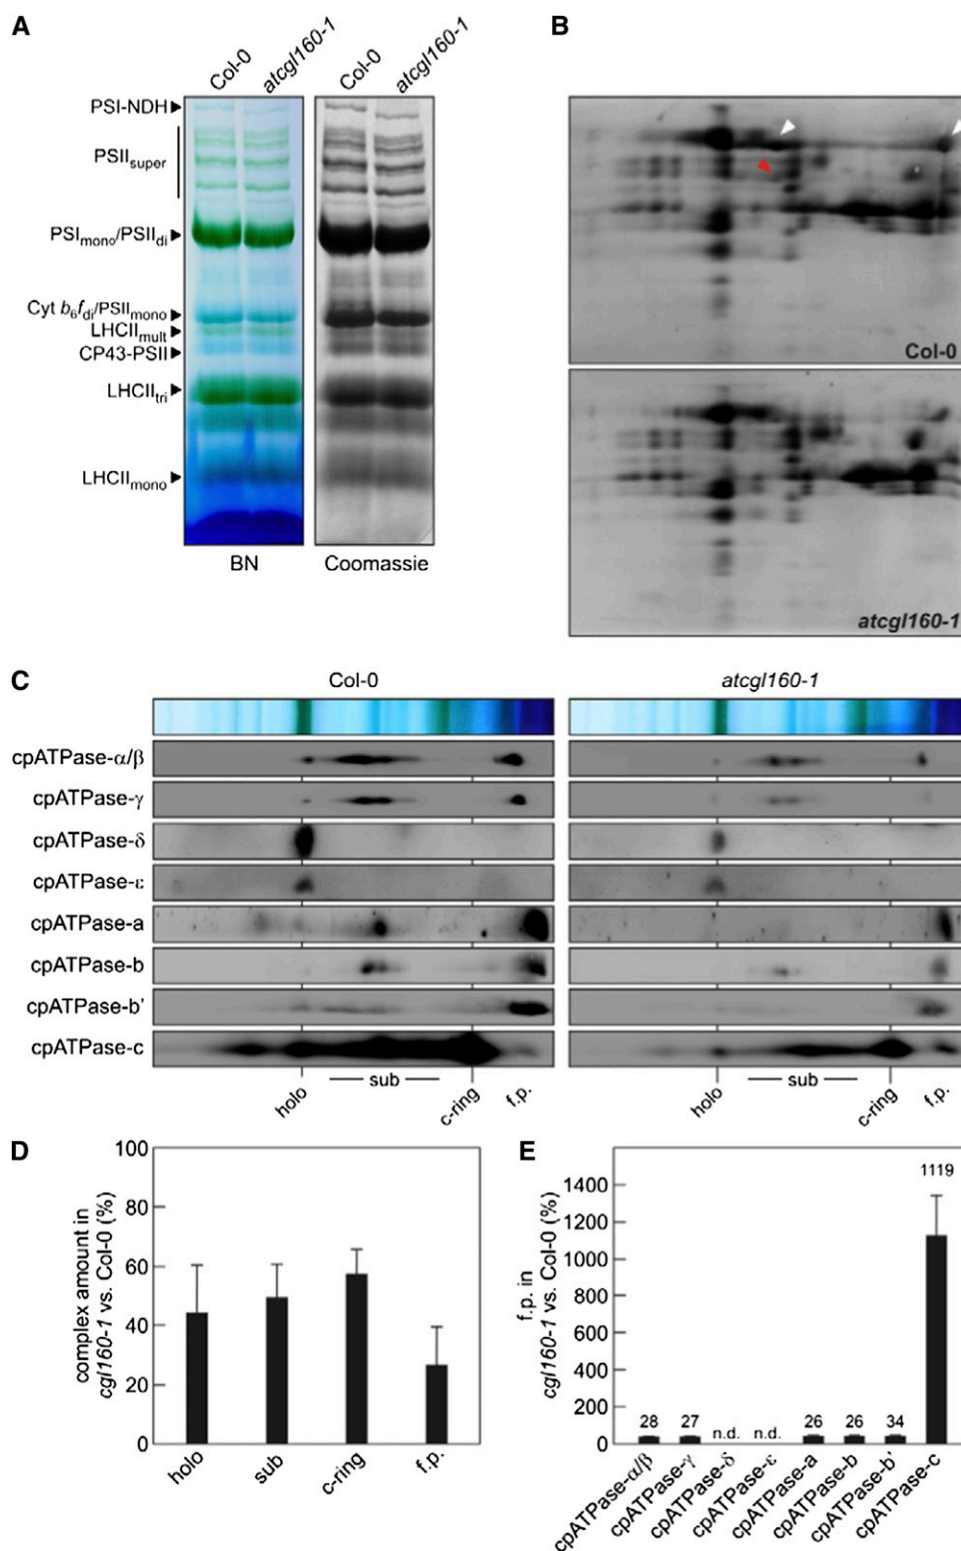 A
Col-0
atcgl160-1
Col-0
atcgl160-1
PSI-NDH
PSIIsuper
PSImono/PSIIdi
Cyt b6fdi/PSIImono
LHCIImult
CP43-PSII
LHCIItri
LHCIImono
BN
Coomassie
B
Col-0
atcgl160-1
C
Col-0
atcgl160-1
cpATPase-α/β
cpATPase-γ
cpATPase-δ
cpATPase-ε
cpATPase-a
cpATPase-b
cpATPase-b'
cpATPase-c
holo
sub
c-ring
f.p.
holo
sub
c-ring
f.p.
D
complex amount in
cgl160-1 vs. Col-0 (%)
100
80
60
40
20
0
holo
sub
c-ring
f.p.
E
f.p. in
cgl160-1 vs. Col-0 (%)
1400
1200
1000
800
600
400
200
0
28
27
n.d.
n.d.
26
26
34
1119
cpATPase-α/β
cpATPase-γ
cpATPase-δ
cpATPase-ε
cpATPase-a
cpATPase-b
cpATPase-b'
cpATPase-c